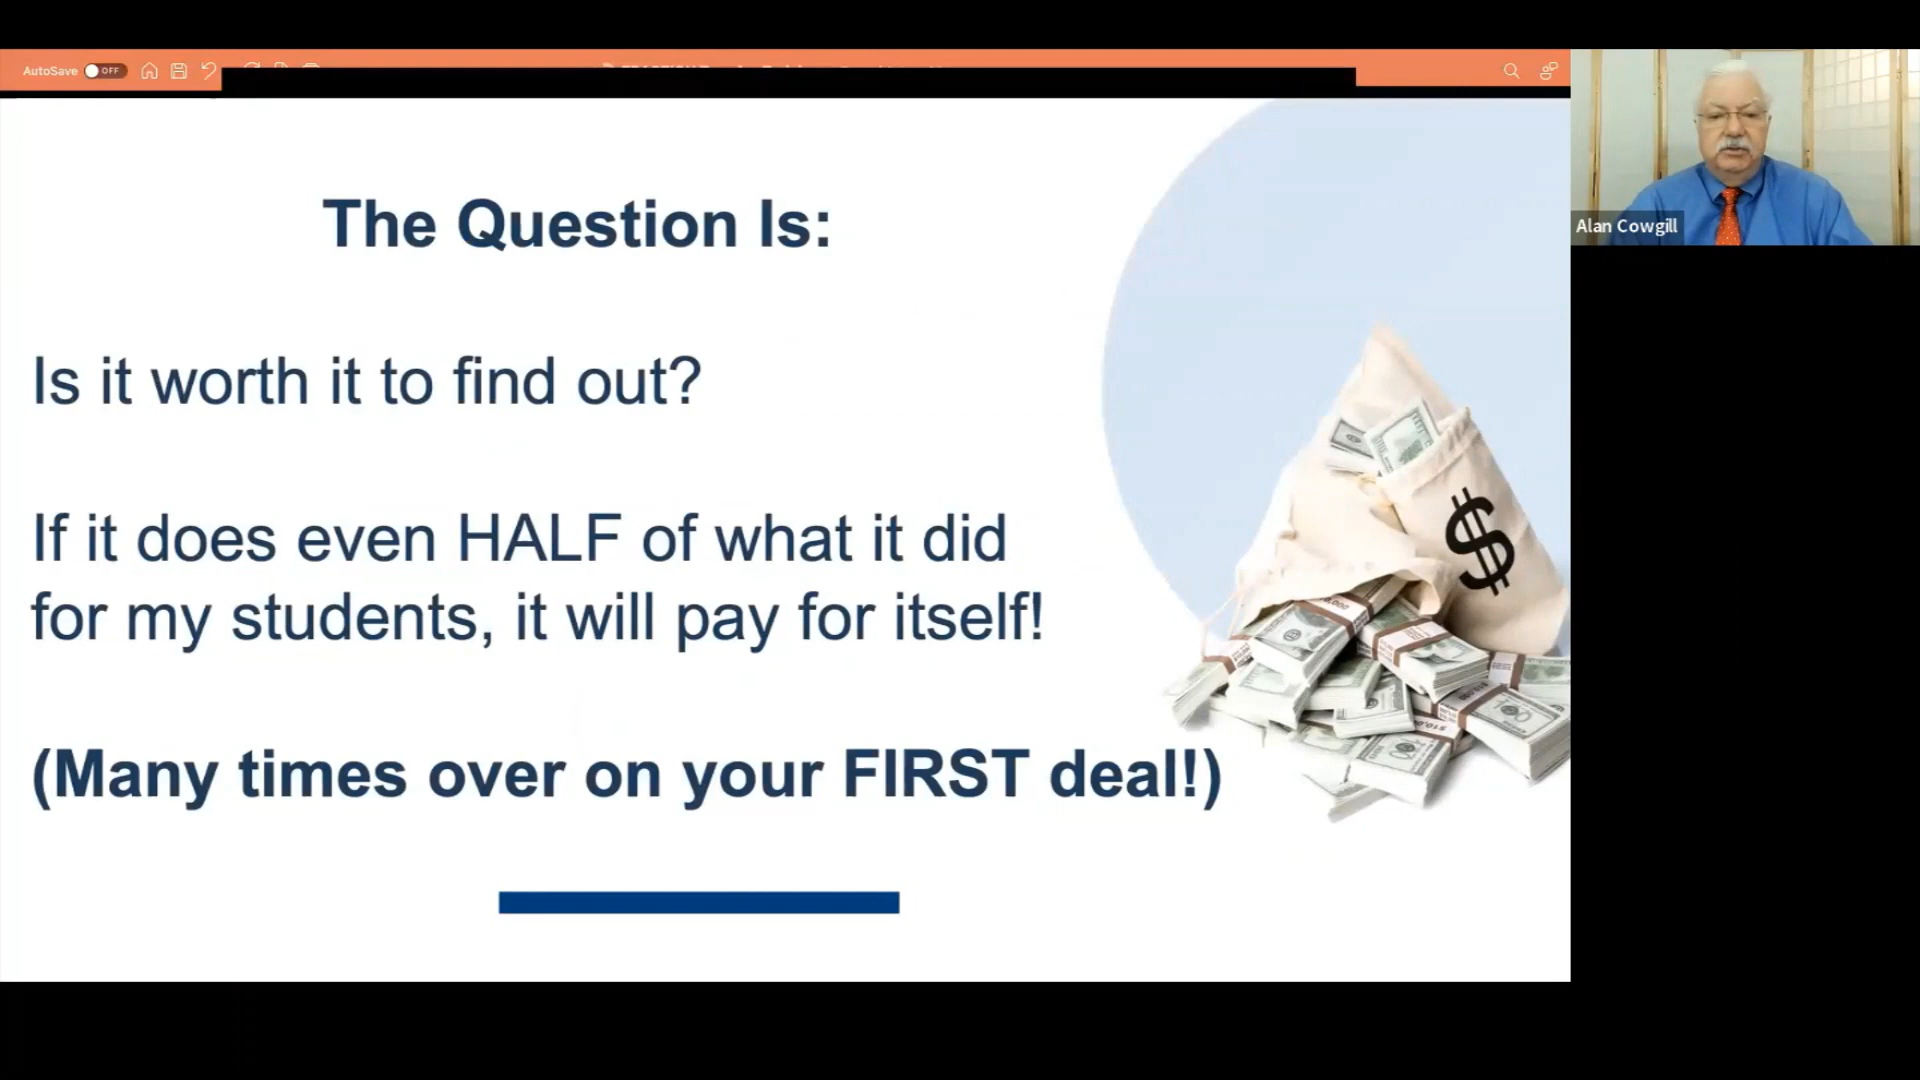 AutoSave OFF
Alan Cowgill
The Question Is:
Is it worth it to find out?
If it does even HALF of what it did
for my students, it will pay for itself!
(Many times over on your FIRST deal!)
$